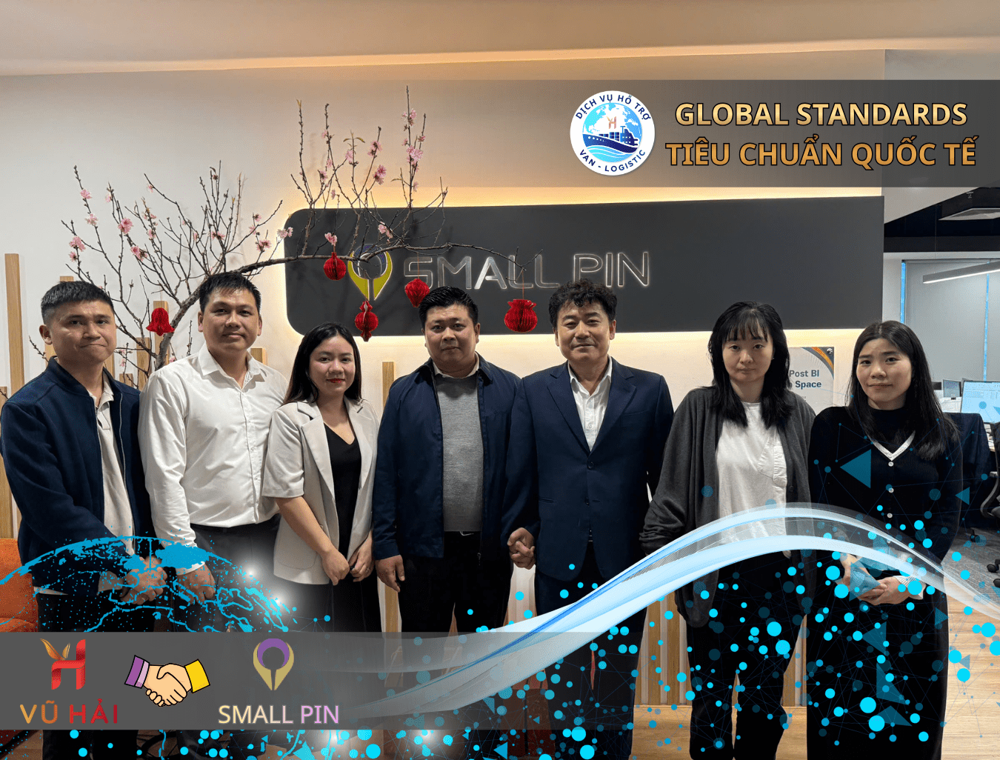 DỊCH VỤ HỖ TRỢ
VAN - LOGISTIC
GLOBAL STANDARDS
TIÊU CHUẨN QUỐC TẾ
SMALL PIN
Post BI
Space
VŨ HẢI
SMALL PIN